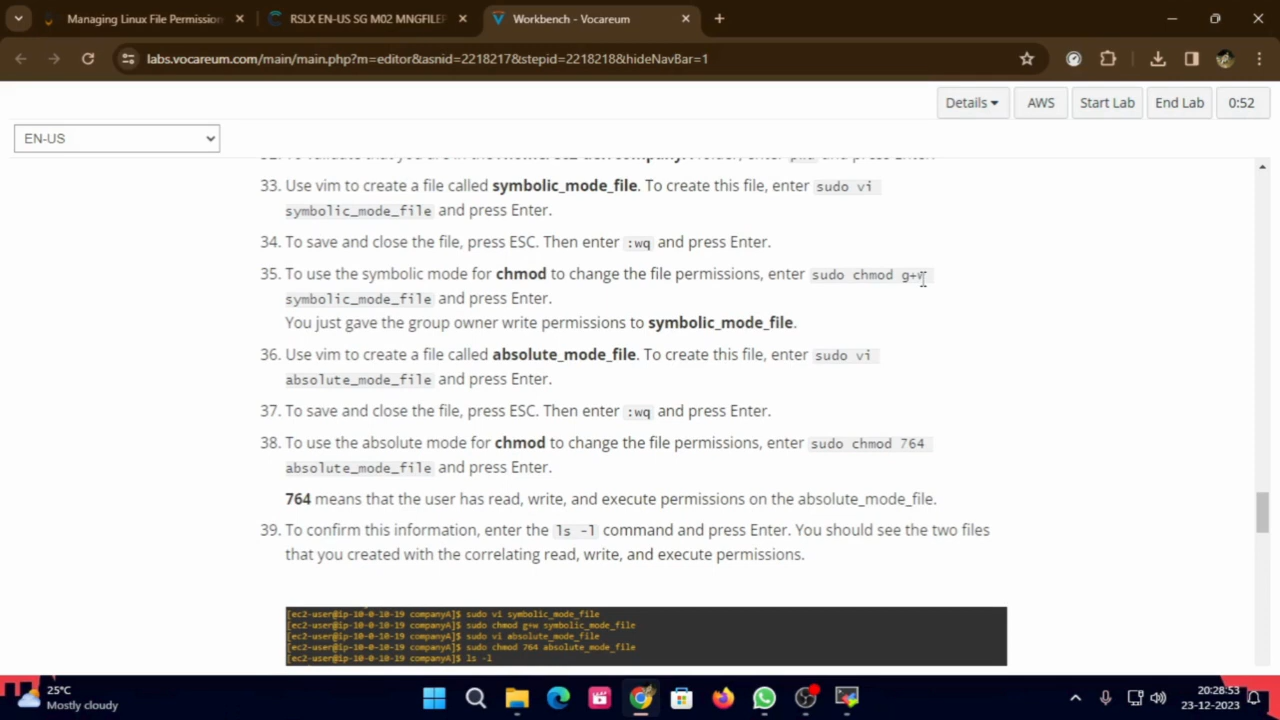 Managing Linux File Permission
RSLX EN-US SG M02 MNGFILEP
Workbench - Vocareum
labs.vocareum.com/main/main.php?m=editor&asnid=2218217&stepid=2218218&hideNavBar=1
Details AWS Start Lab End Lab 0:52
EN-US
33. Use vim to create a file called symbolic_mode_file. To create this file, enter sudo vi
symbolic_mode_file and press Enter.
34. To save and close the file, press ESC. Then enter :wq and press Enter.
35. To use the symbolic mode for chmod to change the file permissions, enter sudo chmod g+w
symbolic_mode_file and press Enter.
You just gave the group owner write permissions to symbolic_mode_file.
36. Use vim to create a file called absolute_mode_file. To create this file, enter sudo vi
absolute_mode_file and press Enter.
37. To save and close the file, press ESC. Then enter :wq and press Enter.
38. To use the absolute mode for chmod to change the file permissions, enter sudo chmod 764
absolute_mode_file and press Enter.
764 means that the user has read, write, and execute permissions on the absolute_mode_file.
39. To confirm this information, enter the ls -l command and press Enter. You should see the two files
that you created with the correlating read, write, and execute permissions.
[ec2-user@ip-10-0-10-19 companyA]$ sudo vi symbolic_mode_file
[ec2-user@ip-10-0-10-19 companyA]$ sudo chmod g+w symbolic_mode_file
[ec2-user@ip-10-0-10-19 companyA]$ sudo vi absolute_mode_file
[ec2-user@ip-10-0-10-19 companyA]$ sudo chmod 764 absolute_mode_file
[ec2-user@ip-10-0-10-19 companyA]$ ls -l
25°C
Mostly cloudy
20:28:53
23-12-2023